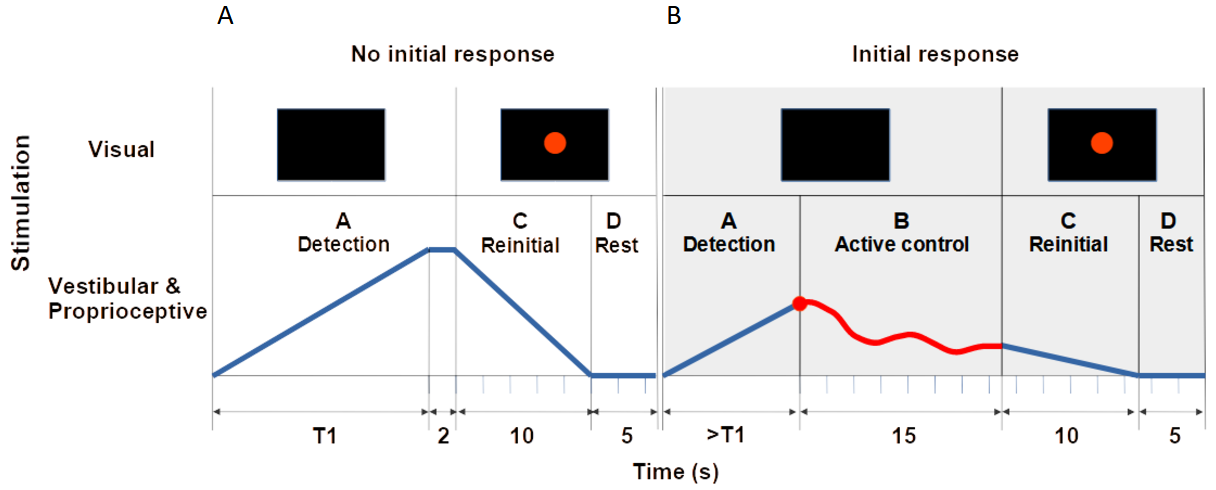 A
B
No initial response
Initial response
Stimulation
Visual
Vestibular &
Proprioceptive
A
Detection
C
Reinitial
D
Rest
A
Detection
B
Active control
C
Reinitial
D
Rest
T1
2
10
5
>T1
15
10
5
Time (s)